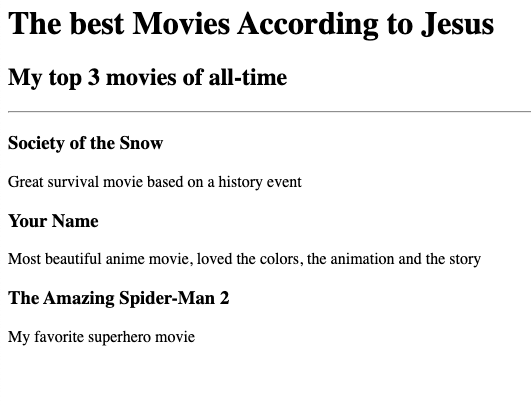 The best Movies According to Jesus
My top 3 movies of all-time
Society of the Snow
Great survival movie based on a history event
Your Name
Most beautiful anime movie, loved the colors, the animation and the story
The Amazing Spider-Man 2
My favorite superhero movie